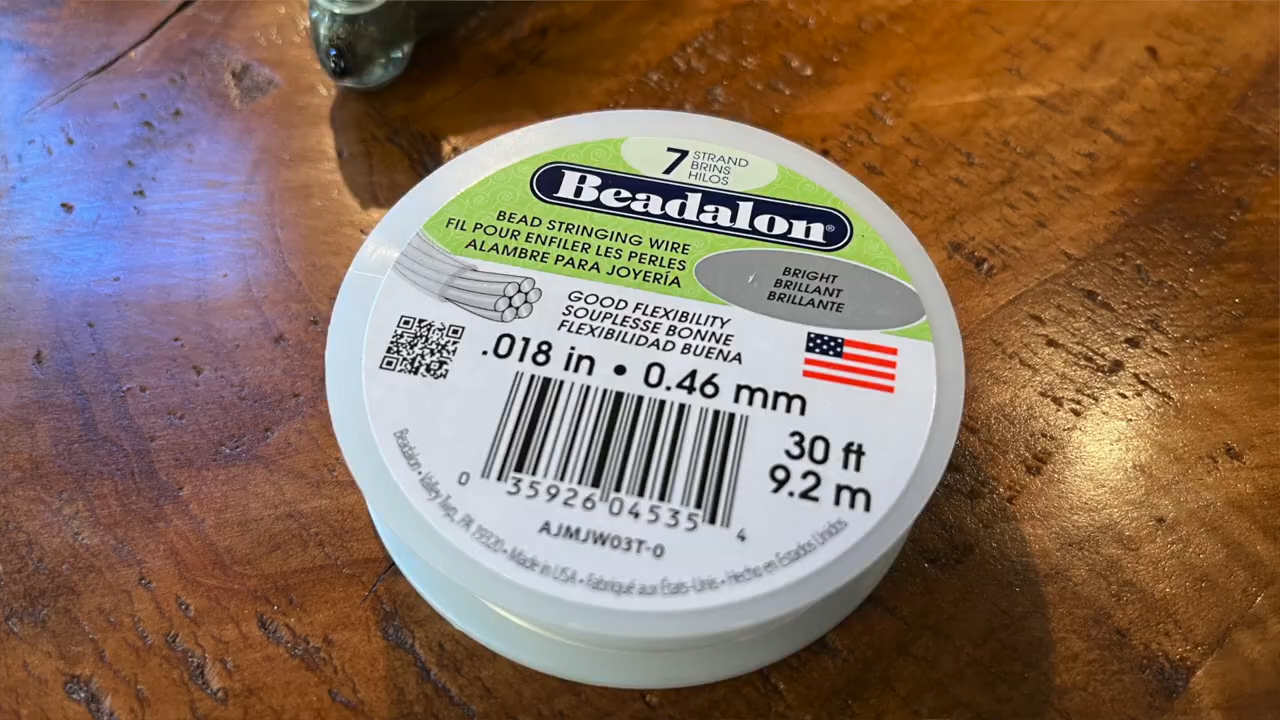 7 STRAND
BRINS
HILOS
Beadalon®
BEAD STRINGING WIRE
FIL POUR ENFILER LES PERLES
ALAMBRE PARA JOYERÍA
BRIGHT
BRILLANT
BRILLANTE
GOOD FLEXIBILITY
SOUPLESSE BONNE
FLEXIBILIDAD BUENA
.018 in • 0.46 mm
30 ft
9.2 m
0 35926 04535 4
AJMJW03T-0
Beadalon • Valley Twp, PA 19320 • Made in USA • Fabriqué aux États-Unis • Hecho en Estados Unidos